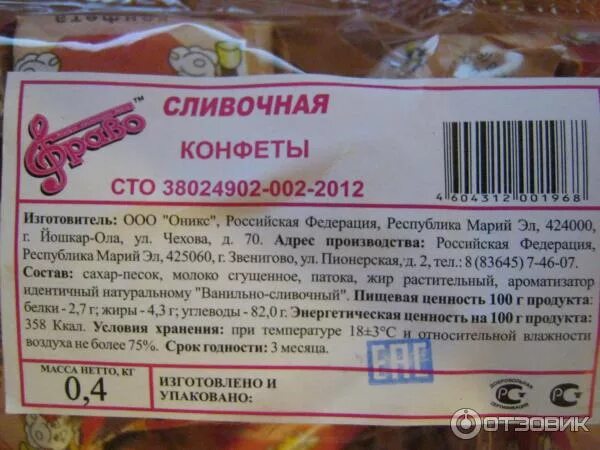 Браво™
СЛИВОЧНАЯ
КОНФЕТЫ
СТО 38024902-002-2012
4 604312 001968
Изготовитель: ООО "Оникс", Российская Федерация, Республика Марий Эл, 424000,
г. Йошкар-Ола, ул. Чехова, д. 70. Адрес производства: Российская Федерация,
Республика Марий Эл, 425060, г. Звенигово, ул. Пионерская, д. 2, тел.: 8 (83645) 7-46-07.
Состав: сахар-песок, молоко сгущенное, патока, жир растительный, ароматизатор
идентичный натуральному "Ванильно-сливочный". Пищевая ценность 100 г продукта:
белки - 2,7 г; жиры - 4,3 г; углеводы - 82,0 г. Энергетическая ценность на 100 г продукта:
358 Ккал. Условия хранения: при температуре 18±3°С и относительной влажности
воздуха не более 75%. Срок годности: 3 месяца.
EAC
МАССА НЕТТО, КГ
0,4
ИЗГОТОВЛЕНО И
УПАКОВАНО:
ДОБРОВОЛЬНАЯ
СЕРТИФИКАЦИЯ
ОТЗОВИК